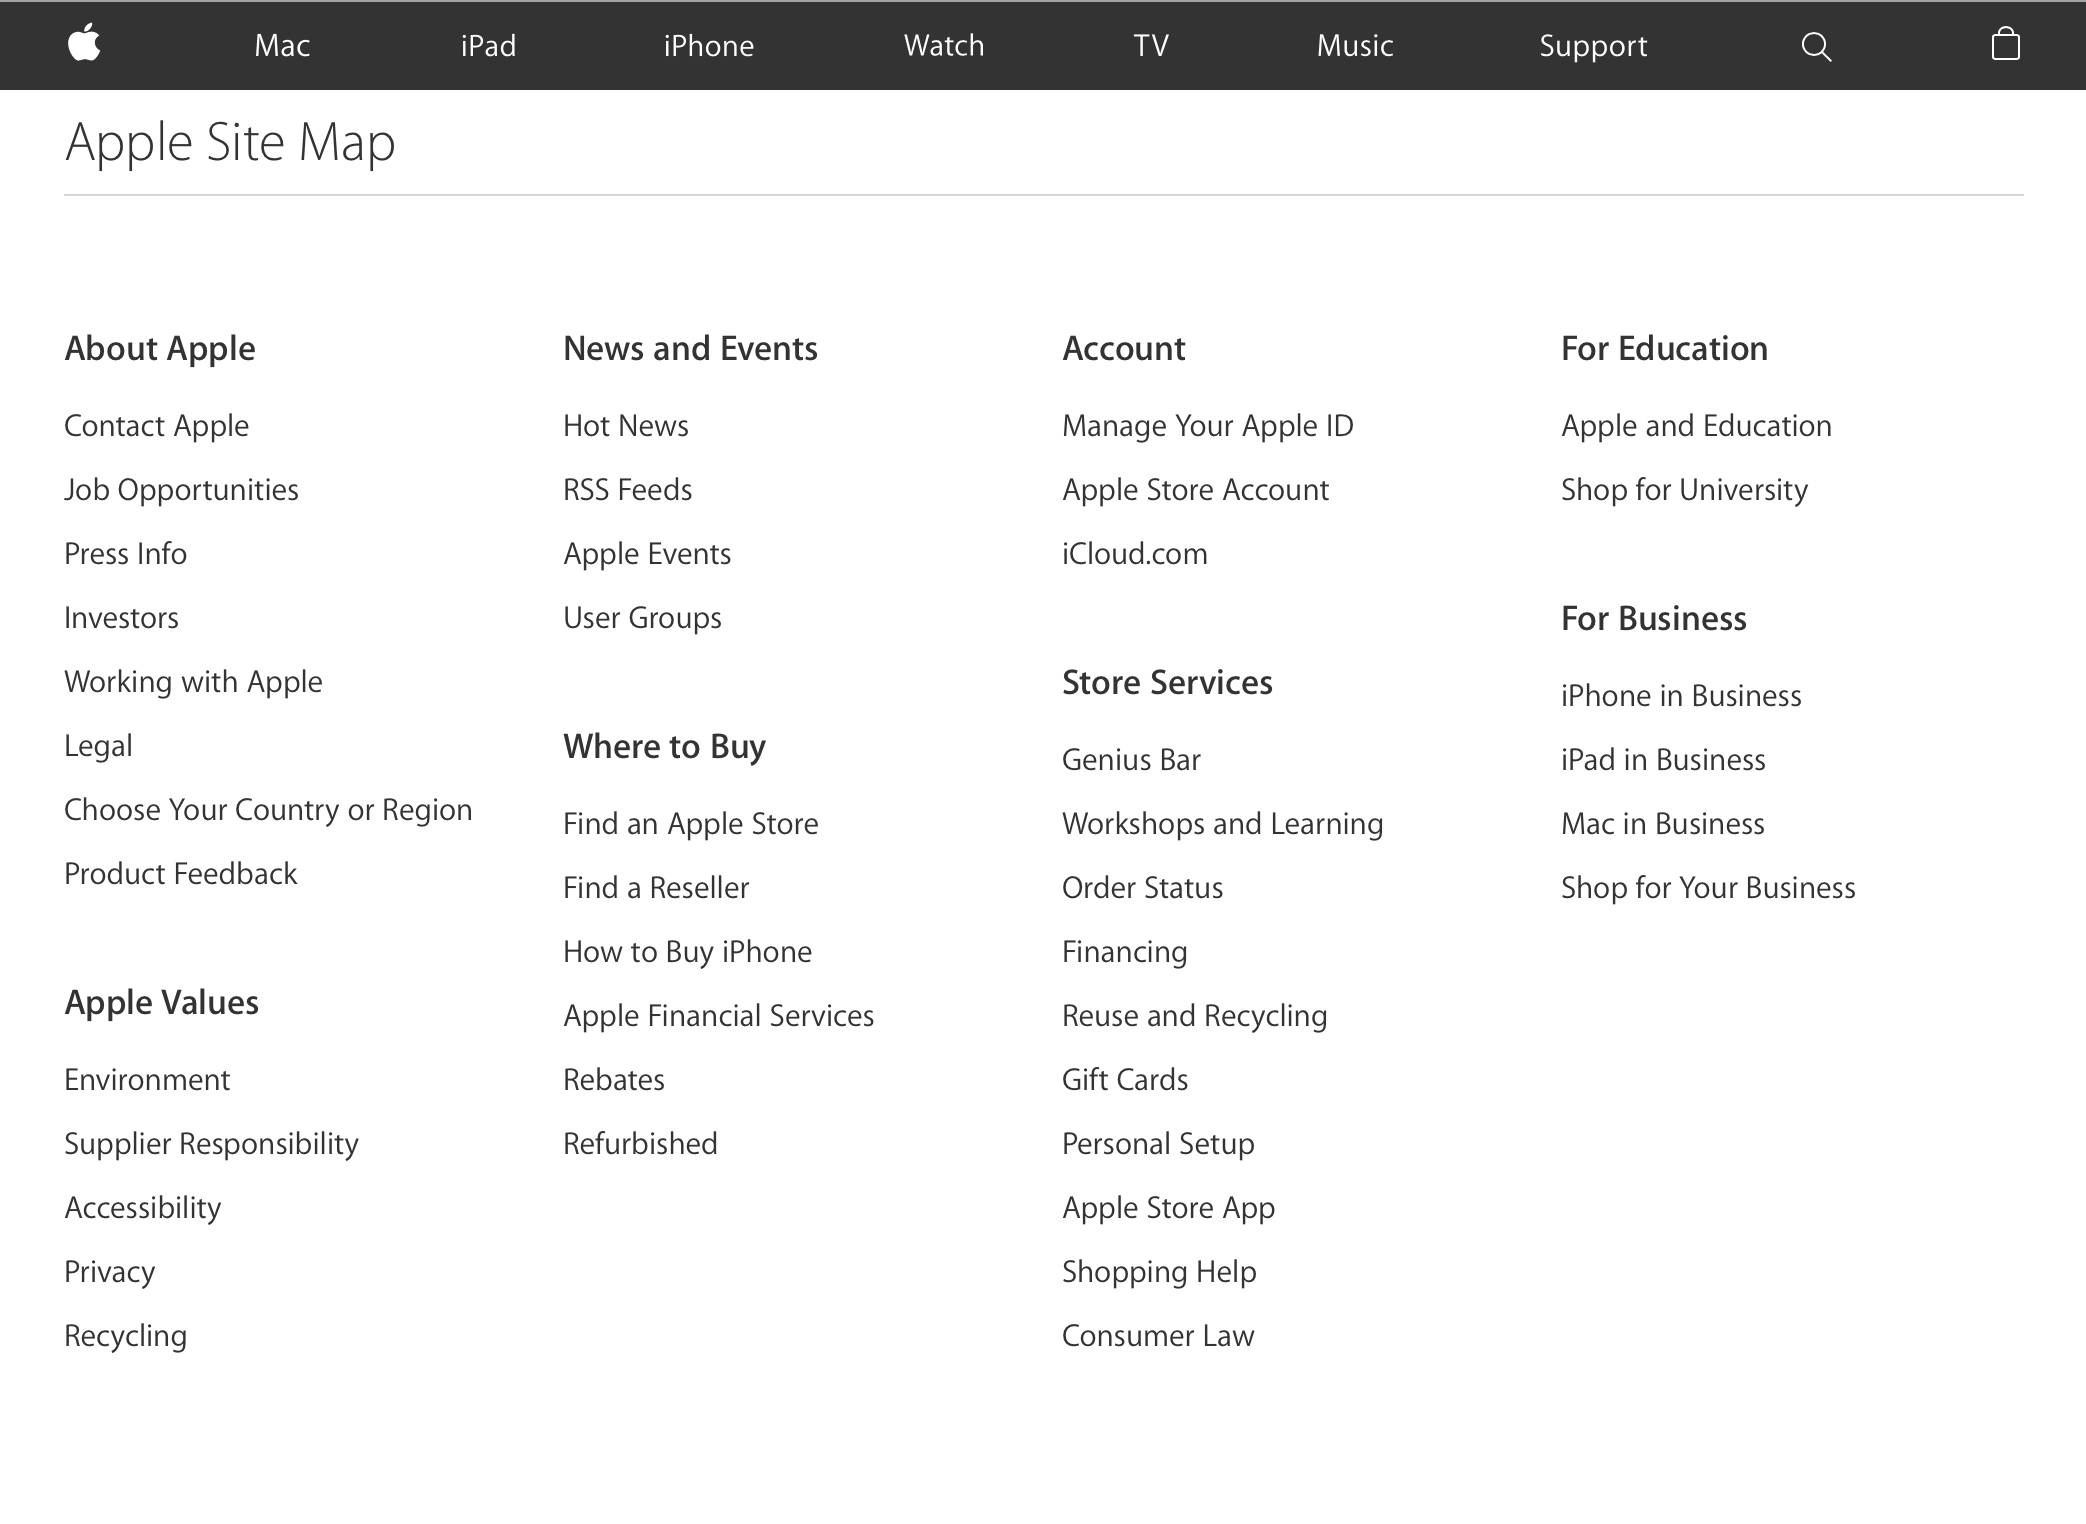 Mac
iPad
iPhone
Watch
TV
Music
Support
Apple Site Map
About Apple
Contact Apple
Job Opportunities
Press Info
Investors
Working with Apple
Legal
Choose Your Country or Region
Product Feedback
Apple Values
Environment
Supplier Responsibility
Accessibility
Privacy
Recycling
News and Events
Hot News
RSS Feeds
Apple Events
User Groups
Where to Buy
Find an Apple Store
Find a Reseller
How to Buy iPhone
Apple Financial Services
Rebates
Refurbished
Account
Manage Your Apple ID
Apple Store Account
iCloud.com
Store Services
Genius Bar
Workshops and Learning
Order Status
Financing
Reuse and Recycling
Gift Cards
Personal Setup
Apple Store App
Shopping Help
Consumer Law
For Education
Apple and Education
Shop for University
For Business
iPhone in Business
iPad in Business
Mac in Business
Shop for Your Business